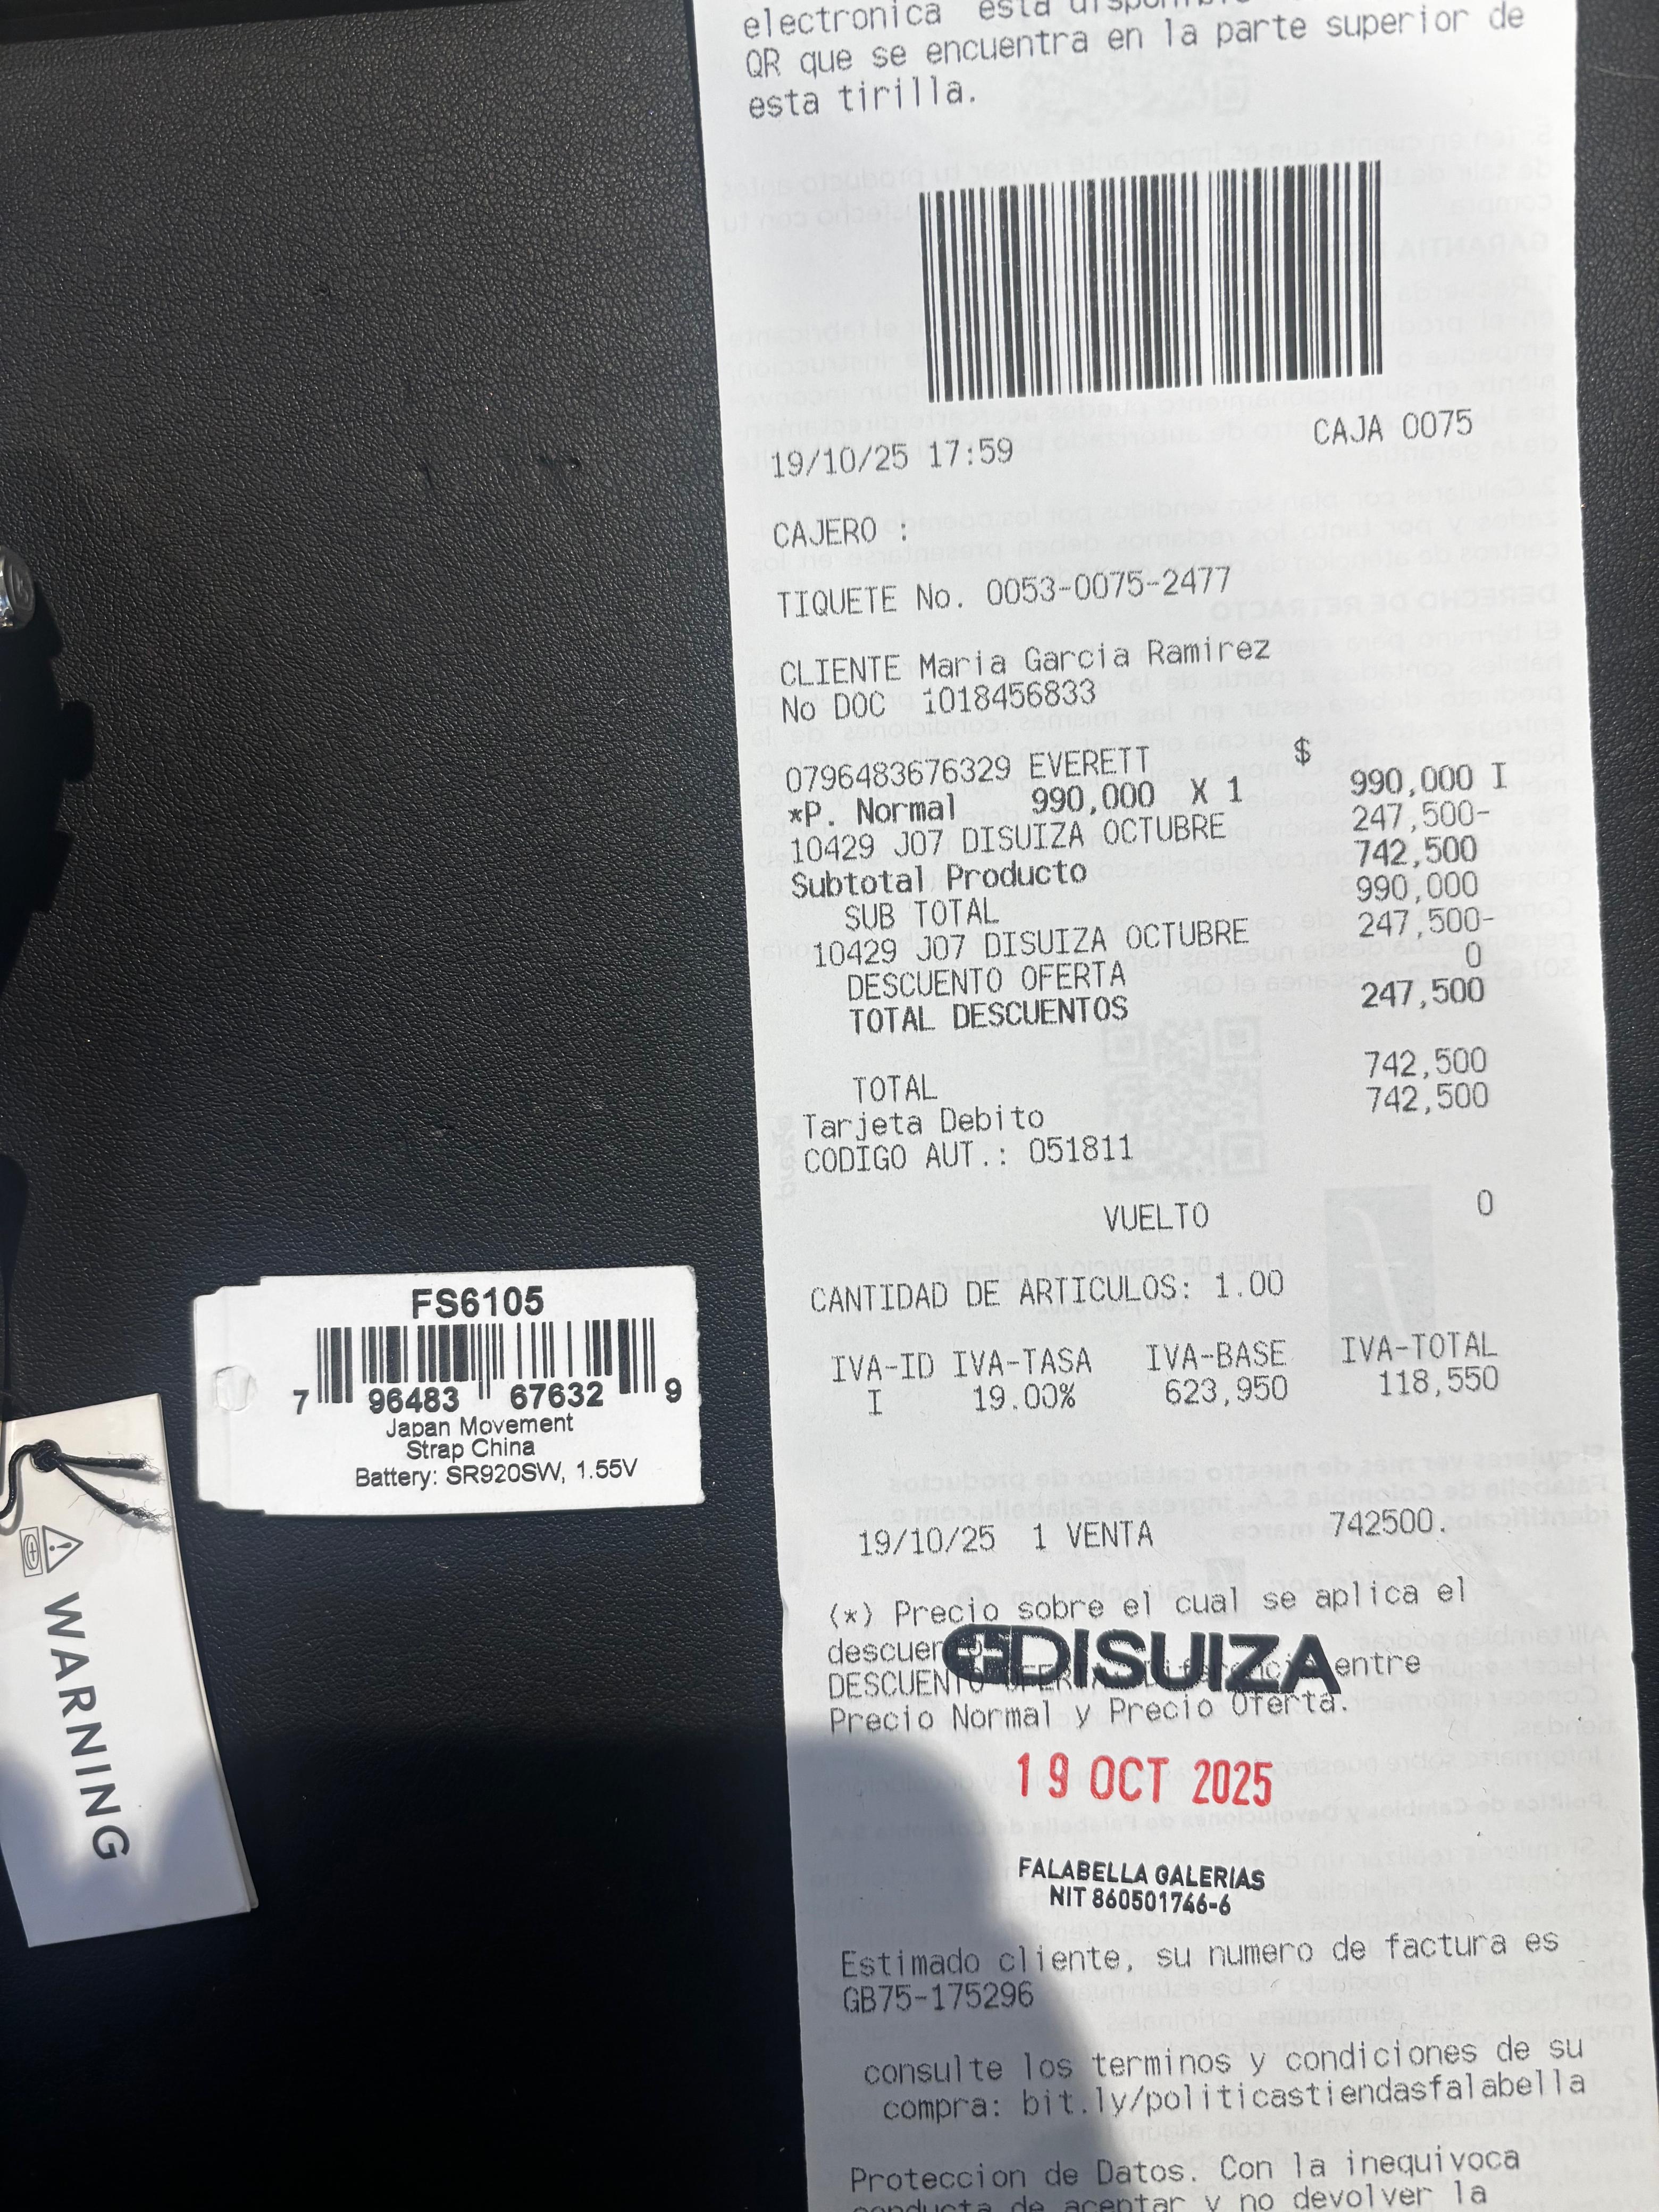 electronica esta
QR que se encuentra en la parte superior de
esta tirilla.
19/10/25 17:59 CAJA 0075
CAJERO :
TIQUETE No. 0053-0075-2477
CLIENTE Maria Garcia Ramirez
No DOC 1018456833
$
0796483676329 EVERETT 990,000 I
*P. Normal 990,000 X 1
10429 J07 DISUIZA OCTUBRE 247,500-
Subtotal Producto 742,500
SUB TOTAL 990,000
10429 J07 DISUIZA OCTUBRE 247,500-
DESCUENTO OFERTA 0
TOTAL DESCUENTOS 247,500
TOTAL 742,500
Tarjeta Debito 742,500
CODIGO AUT.: 051811
VUELTO 0
CANTIDAD DE ARTICULOS: 1.00
IVA-ID IVA-TASA IVA-BASE IVA-TOTAL
I 19.00% 623,950 118,550
19/10/25 1 VENTA 742500.
(*) Precio sobre el cual se aplica el
DISUIZA
entre
Precio Normal y Precio Oferta.
19 OCT 2025
FALABELLA GALERIAS
NIT 860501746-6
Estimado cliente, su numero de factura es
GB75-175296
consulte los terminos y condiciones de su
compra: bit.ly/politicastiendasfalabella
Proteccion de Datos. Con la inequivoca
conducta de aceptar y no devolver la
FS6105
7 96483 67632 9
Japan Movement
Strap China
Battery: SR920SW, 1.55V
WARNING